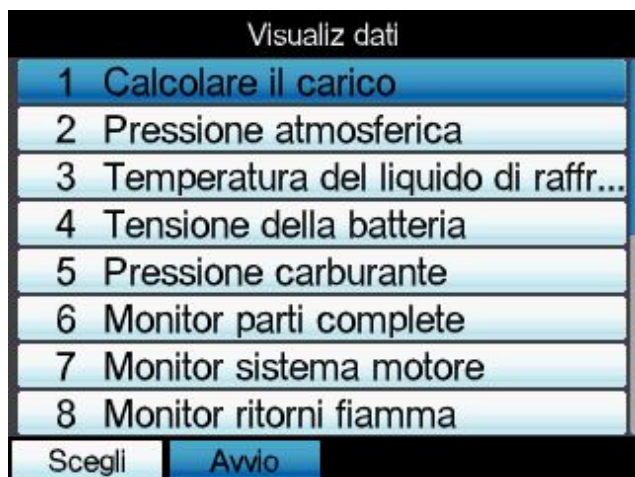 Visualiz dati
1 Calcolare il carico
2 Pressione atmosferica
3 Temperatura del liquido di raffr...
4 Tensione della batteria
5 Pressione carburante
6 Monitor parti complete
7 Monitor sistema motore
8 Monitor ritorni fiamma
Scegli Avvio